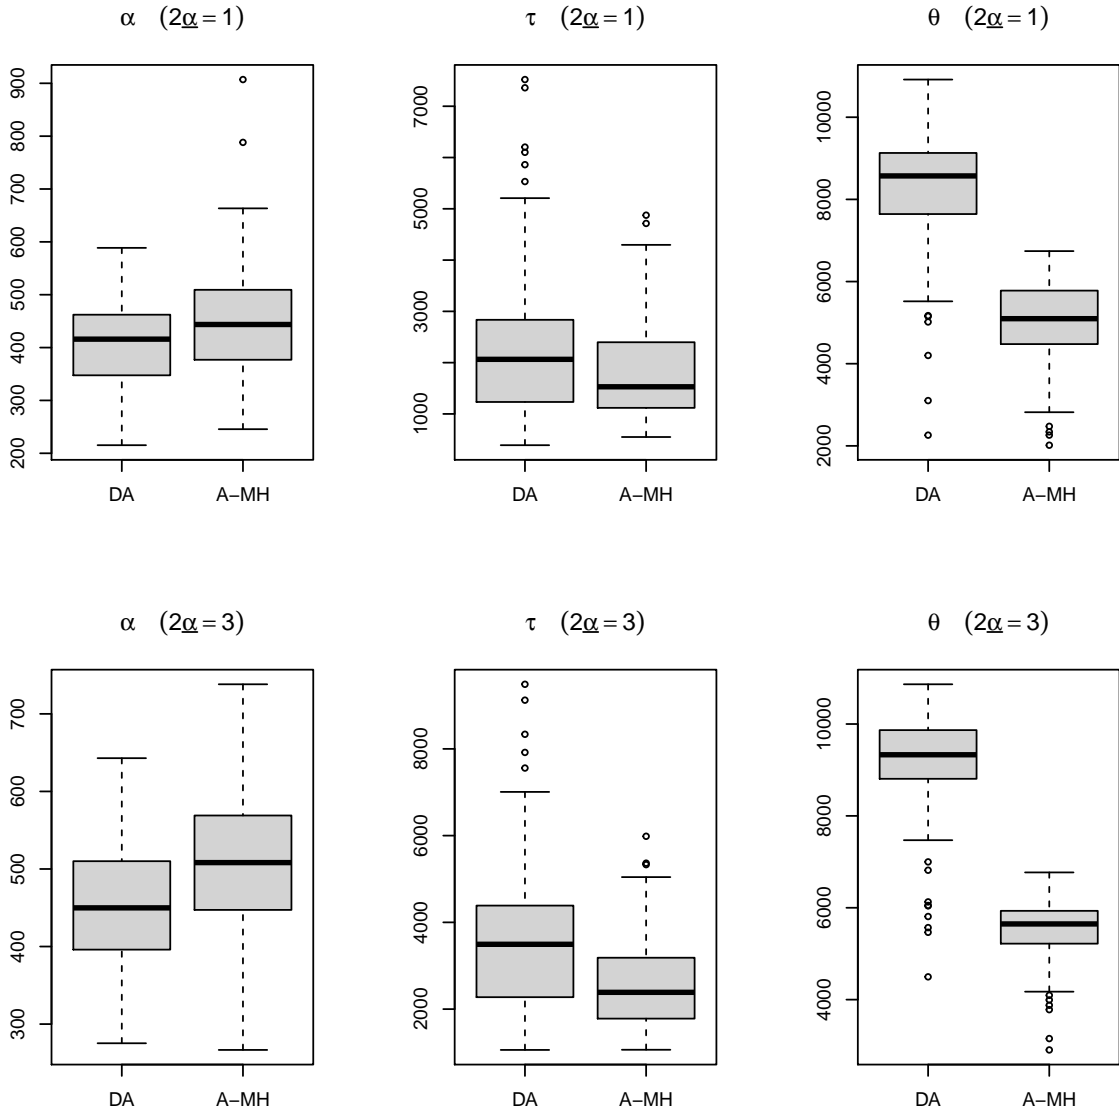 α (2α̲ = 1)
200 300 400 500 600 700 800 900
DA A−MH
τ (2α̲ = 1)
1000 3000 5000 7000
DA A−MH
θ (2α̲ = 1)
2000 4000 6000 8000 10000
DA A−MH
α (2α̲ = 3)
300 400 500 600 700
DA A−MH
τ (2α̲ = 3)
2000 4000 6000 8000
DA A−MH
θ (2α̲ = 3)
4000 6000 8000 10000
DA A−MH